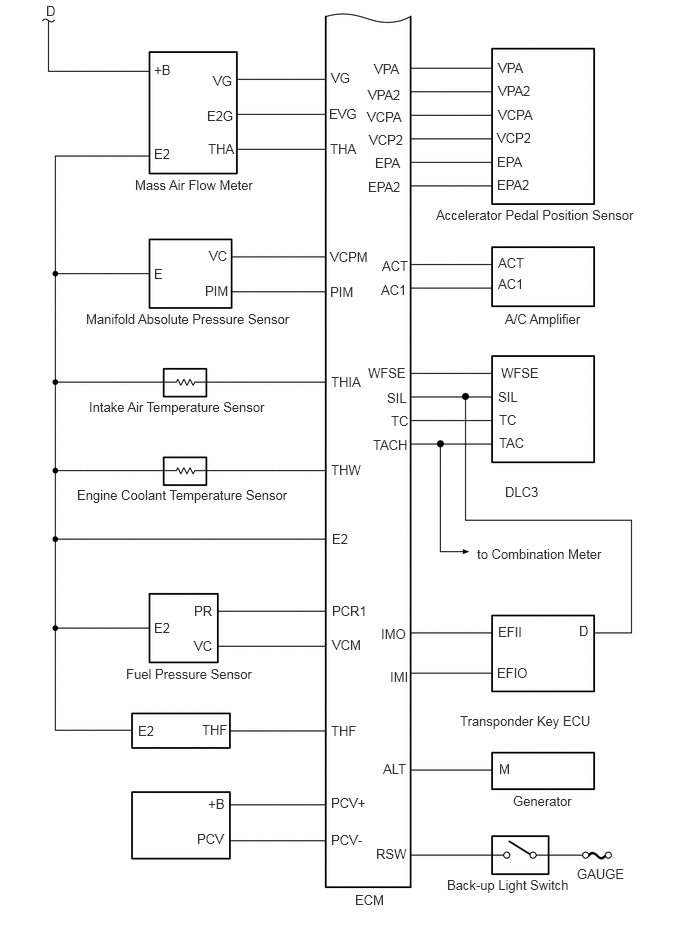 D
+B
VG
E2G
THA
E2
Mass Air Flow Meter
VC
E
PIM
Manifold Absolute Pressure Sensor
Intake Air Temperature Sensor
Engine Coolant Temperature Sensor
PR
E2
VC
Fuel Pressure Sensor
E2
THF
+B
PCV
VG
EVG
THA
VCPM
PIM
THIA
THW
E2
PCR1
VCM
THF
PCV+
PCV-
VPA
VPA2
VCPA
VCP2
EPA
EPA2
ACT
AC1
WFSE
SIL
TC
TACH
IMO
IMI
ALT
RSW
ECM
VPA
VPA2
VCPA
VCP2
EPA
EPA2
Accelerator Pedal Position Sensor
ACT
AC1
A/C Amplifier
WFSE
SIL
TC
TAC
DLC3
to Combination Meter
EFII
D
EFIO
Transponder Key ECU
M
Generator
Back-up Light Switch
GAUGE